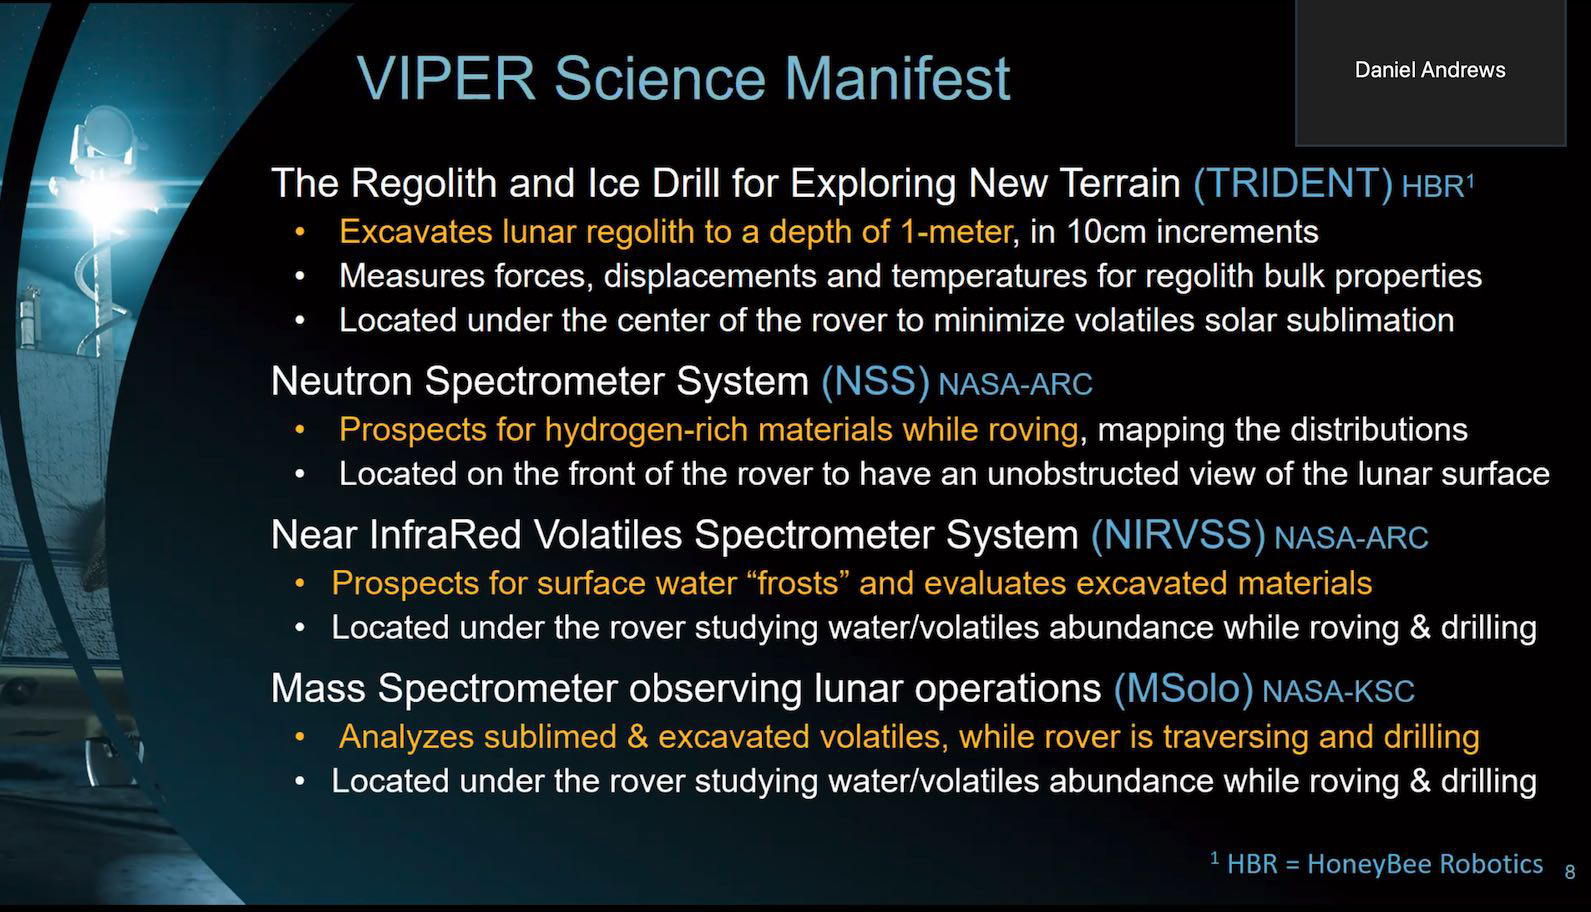 VIPER Science Manifest
Daniel Andrews
The Regolith and Ice Drill for Exploring New Terrain (TRIDENT) HBR¹
• Excavates lunar regolith to a depth of 1-meter, in 10cm increments
• Measures forces, displacements and temperatures for regolith bulk properties
• Located under the center of the rover to minimize volatiles solar sublimation
Neutron Spectrometer System (NSS) NASA-ARC
• Prospects for hydrogen-rich materials while roving, mapping the distributions
• Located on the front of the rover to have an unobstructed view of the lunar surface
Near InfraRed Volatiles Spectrometer System (NIRVSS) NASA-ARC
• Prospects for surface water “frosts” and evaluates excavated materials
• Located under the rover studying water/volatiles abundance while roving & drilling
Mass Spectrometer observing lunar operations (MSolo) NASA-KSC
• Analyzes sublimed & excavated volatiles, while rover is traversing and drilling
• Located under the rover studying water/volatiles abundance while roving & drilling
¹ HBR = HoneyBee Robotics
8